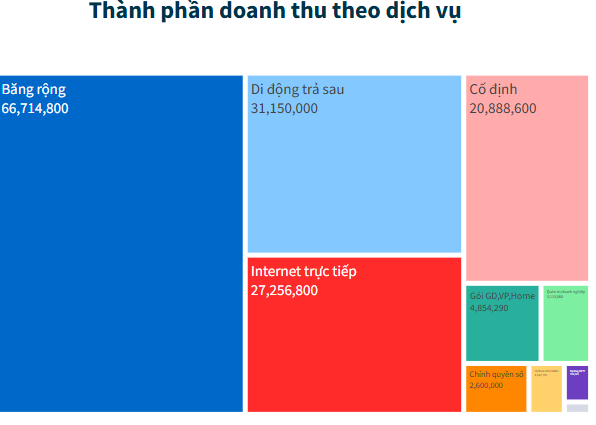 Thành phần doanh thu theo dịch vụ
Băng rộng
66,714,800
Di động trả sau
31,150,000
Cố định
20,888,600
Internet trực tiếp
27,256,800
Gói GD,VP,Home
4,854,290
Chính quyền số
2,600,000